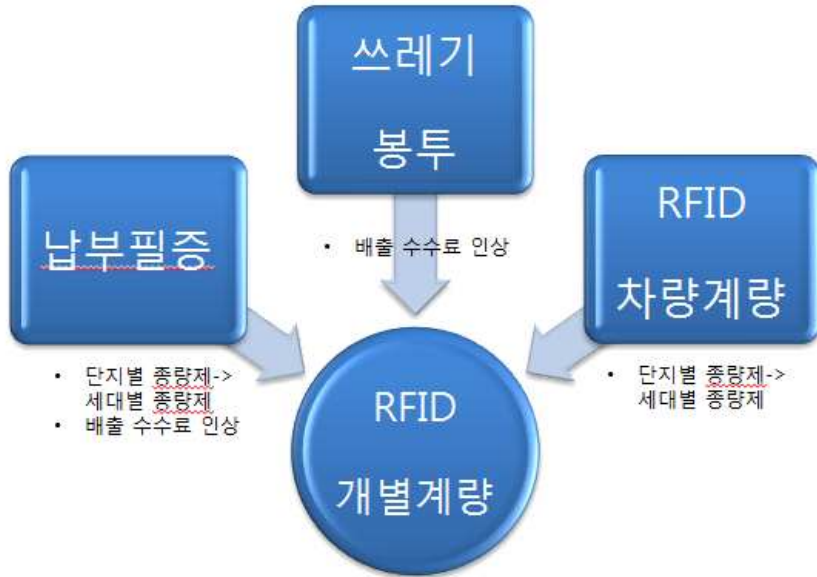 쓰레기
봉투
• 배출 수수료 인상
납부필증
• 단지별 종량제->
세대별 종량제
• 배출 수수료 인상
RFID
차량계량
• 단지별 종량제->
세대별 종량제
RFID
개별계량